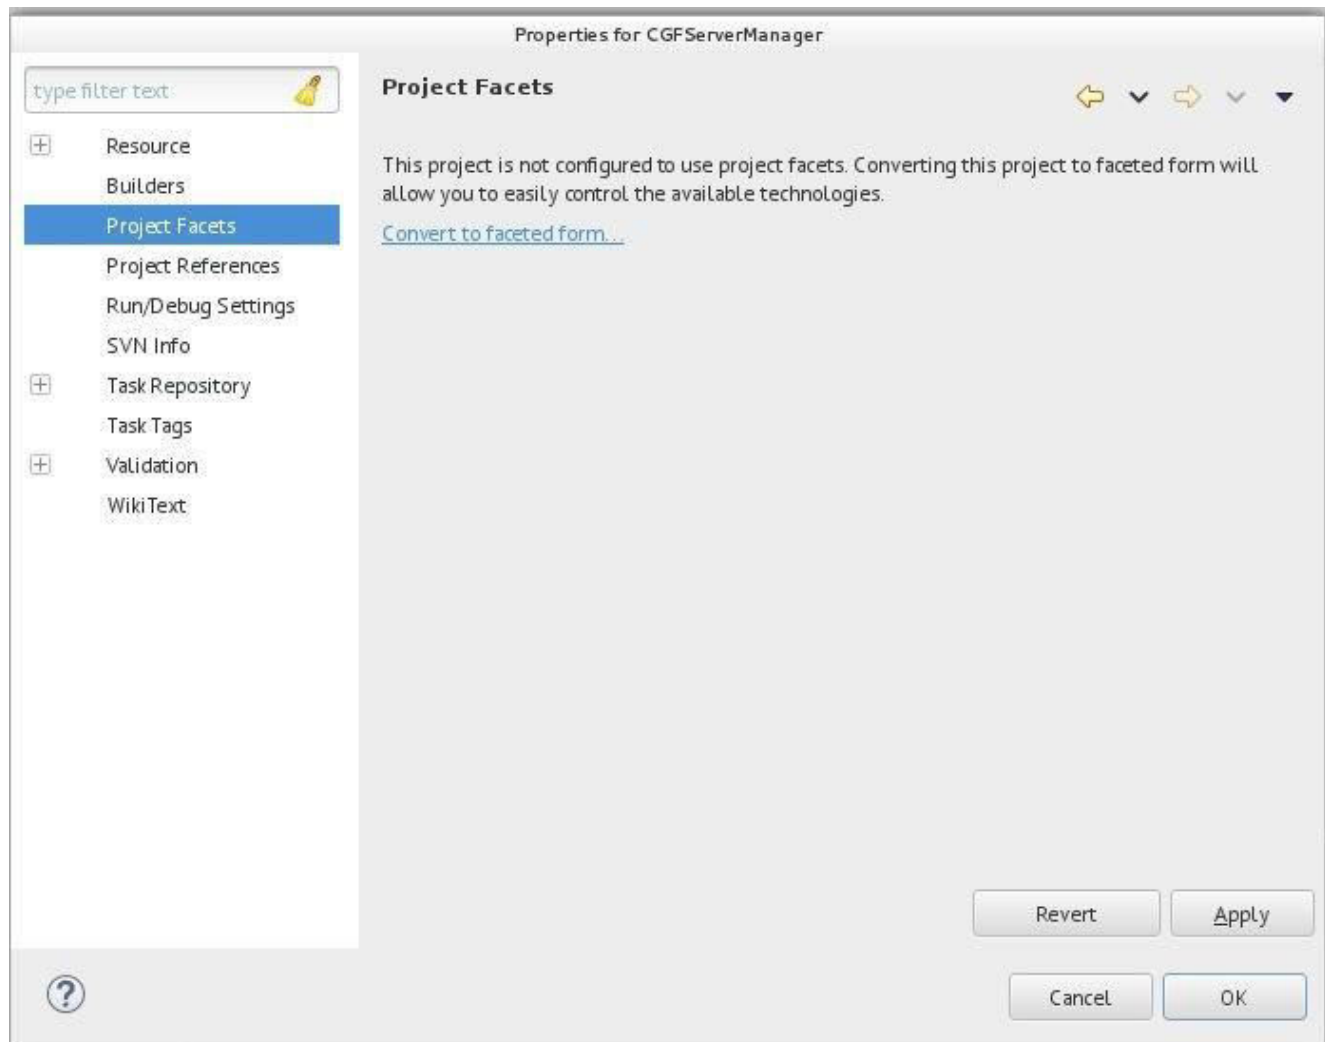 Properties for CGFServerManager
type filter text
Resource
Builders
Project Facets
Project References
Run/Debug Settings
SVN Info
Task Repository
Task Tags
Validation
WikiText
Project Facets
This project is not configured to use project facets. Converting this project to faceted form will
allow you to easily control the available technologies.
Convert to faceted form...
Revert
Apply
?
Cancel
OK